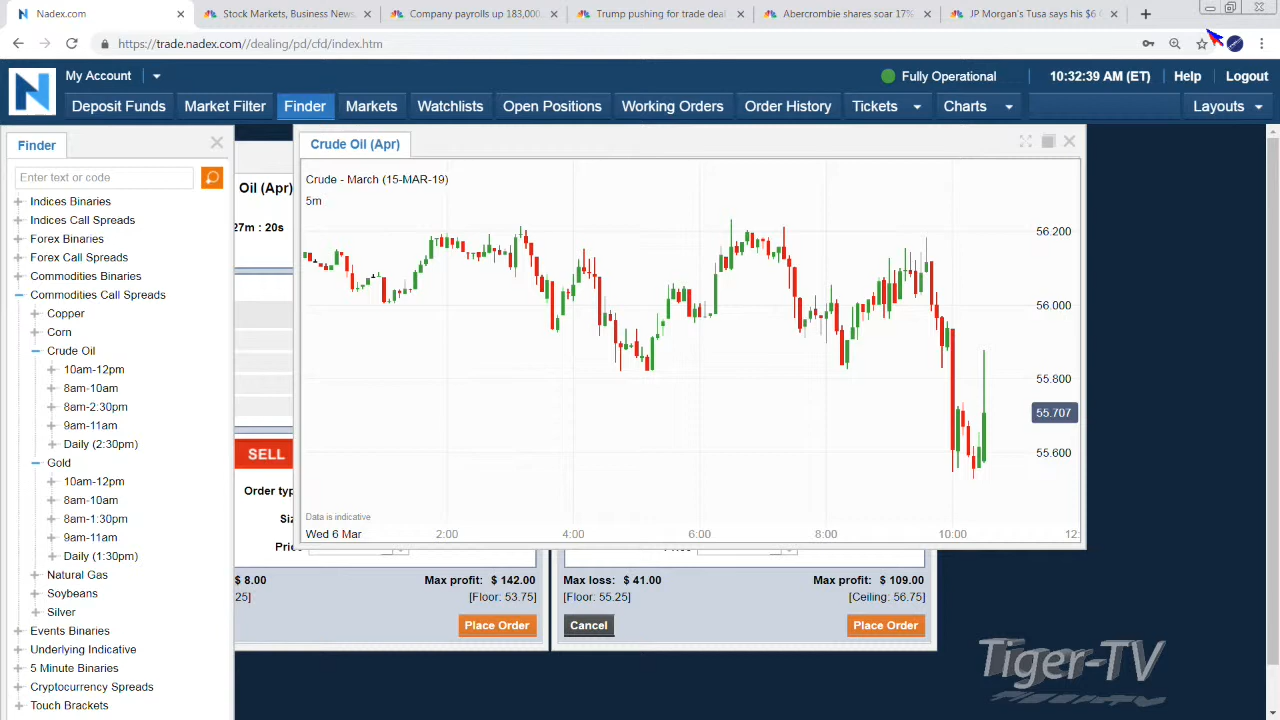 Nadex.com
Stock Markets, Business News,
Company payrolls up 183,000
Trump pushing for trade deal
Abercrombie shares soar 10%
JP Morgan's Tusa says his $6
https://trade.nadex.com//dealing/pd/cfd/index.htm
N
My Account
Fully Operational
10:32:39 AM (ET)
Help
Logout
Deposit Funds
Market Filter
Finder
Markets
Watchlists
Open Positions
Working Orders
Order History
Tickets
Charts
Layouts
Finder
Enter text or code
Indices Binaries
Indices Call Spreads
Forex Binaries
Forex Call Spreads
Commodities Binaries
Commodities Call Spreads
Copper
Corn
Crude Oil
10am-12pm
8am-10am
8am-2:30pm
9am-11am
Daily (2:30pm)
Gold
10am-12pm
8am-10am
8am-1:30pm
9am-11am
Daily (1:30pm)
Natural Gas
Soybeans
Silver
Events Binaries
Underlying Indicative
5 Minute Binaries
Cryptocurrency Spreads
Touch Brackets
Oil (Apr)
27m : 20s
SELL
Order typ
Siz
Price
Crude Oil (Apr)
Crude - March (15-MAR-19)
5m
56.200
56.000
55.800
55.707
55.600
Data is indicative
Wed 6 Mar
2:00
4:00
6:00
8:00
10:00
12:
$ 8.00
Max profit: $ 142.00
25]
[Floor: 53.75]
Place Order
Max loss: $ 41.00
Max profit: $ 109.00
[Floor: 55.25]
[Ceiling: 56.75]
Cancel
Place Order
Tiger-TV